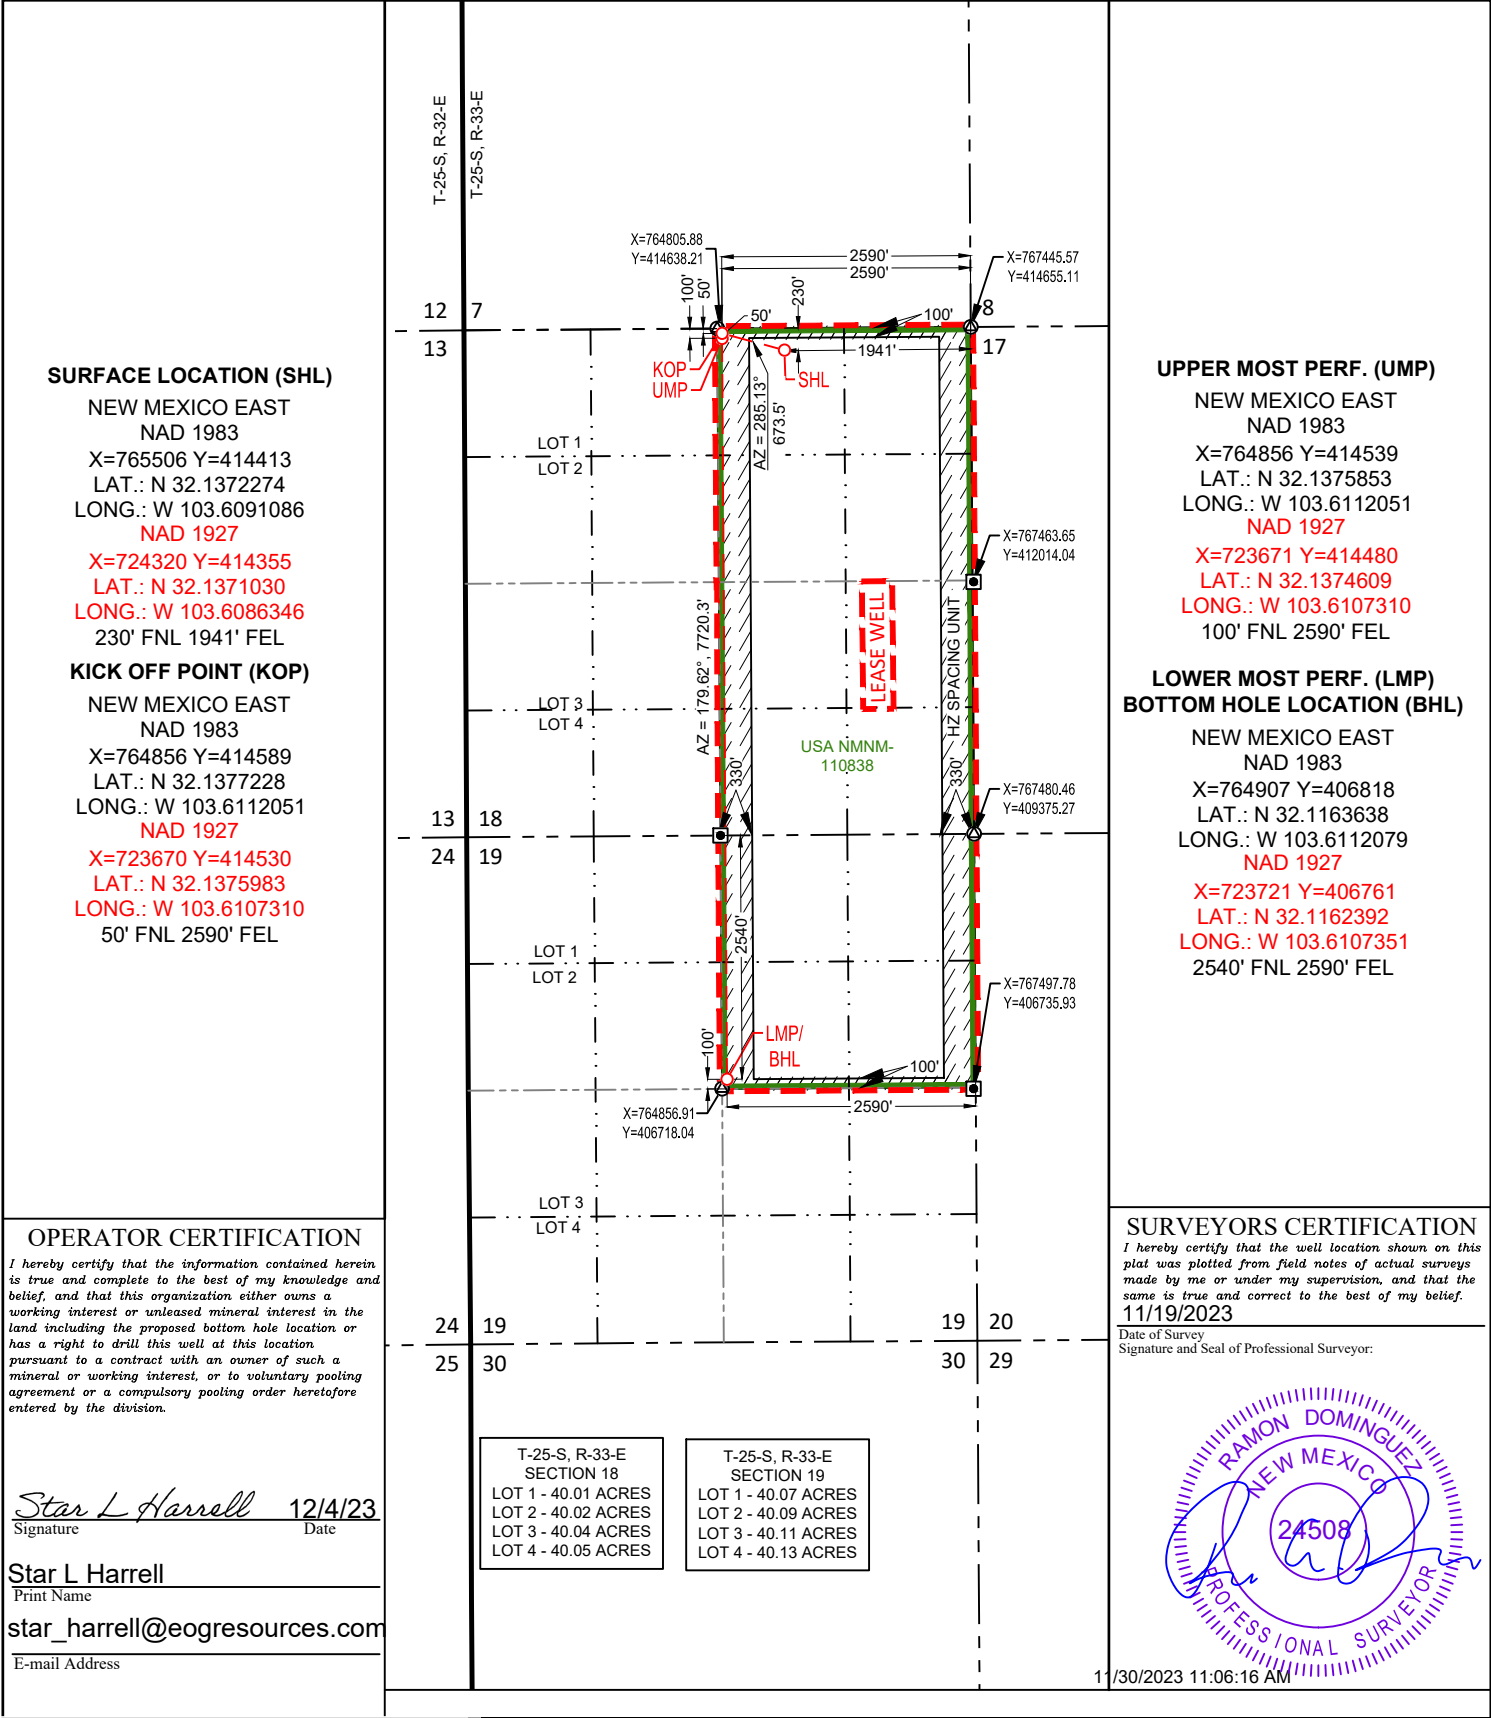 SURFACE LOCATION (SHL)
NEW MEXICO EAST
NAD 1983
X=765506 Y=414413
LAT.: N 32.1372274
LONG.: W 103.6091086
NAD 1927
X=724320 Y=414355
LAT.: N 32.1371030
LONG.: W 103.6086346
230' FNL 1941' FEL
KICK OFF POINT (KOP)
NEW MEXICO EAST
NAD 1983
X=764856 Y=414589
LAT.: N 32.1377228
LONG.: W 103.6112051
NAD 1927
X=723670 Y=414530
LAT.: N 32.1375983
LONG.: W 103.6107310
50' FNL 2590' FEL
OPERATOR CERTIFICATION
I hereby certify that the information contained herein
is true and complete to the best of my knowledge and
belief, and that this organization either owns a
working interest or unleased mineral interest in the
land including the proposed bottom hole location or
has a right to drill this well at this location
pursuant to a contract with an owner of such a
mineral or working interest, or to voluntary pooling
agreement or a compulsory pooling order heretofore
entered by the division.
Star L Harrell 12/4/23
Signature Date
Star L Harrell
Print Name
star_harrell@eogresources.com
E-mail Address
T-25-S, R-32-E
T-25-S, R-33-E
X=764805.88
Y=414638.21
2590'
2590'
X=767445.57
Y=414655.11
100'
50'
230'
12 7
50'
100'
8
13
1941'
17
KOP
UMP
SHL
AZ = 285.13°
673.5'
LOT 1
LOT 2
X=767463.65
Y=412014.04
LEASE WELL
HZ SPACING UNIT
AZ = 179.62°, 7720.3'
LOT 3
LOT 4
USA NMNM-
110838
330'
330'
X=767480.46
Y=409375.27
13 18
24 19
2540'
LOT 1
LOT 2
X=767497.78
Y=406735.93
100'
LMP/
BHL
100'
2590'
X=764856.91
Y=406718.04
LOT 3
LOT 4
24 19
19 20
25 30
30 29
T-25-S, R-33-E
SECTION 18
LOT 1 - 40.01 ACRES
LOT 2 - 40.02 ACRES
LOT 3 - 40.04 ACRES
LOT 4 - 40.05 ACRES
T-25-S, R-33-E
SECTION 19
LOT 1 - 40.07 ACRES
LOT 2 - 40.09 ACRES
LOT 3 - 40.11 ACRES
LOT 4 - 40.13 ACRES
UPPER MOST PERF. (UMP)
NEW MEXICO EAST
NAD 1983
X=764856 Y=414539
LAT.: N 32.1375853
LONG.: W 103.6112051
NAD 1927
X=723671 Y=414480
LAT.: N 32.1374609
LONG.: W 103.6107310
100' FNL 2590' FEL
LOWER MOST PERF. (LMP)
BOTTOM HOLE LOCATION (BHL)
NEW MEXICO EAST
NAD 1983
X=764907 Y=406818
LAT.: N 32.1163638
LONG.: W 103.6112079
NAD 1927
X=723721 Y=406761
LAT.: N 32.1162392
LONG.: W 103.6107351
2540' FNL 2590' FEL
SURVEYORS CERTIFICATION
I hereby certify that the well location shown on this
plat was plotted from field notes of actual surveys
made by me or under my supervision, and that the
same is true and correct to the best of my belief.
11/19/2023
Date of Survey
Signature and Seal of Professional Surveyor:
RAMON DOMINGUEZ
NEW MEXICO
24508
PROFESSIONAL SURVEYOR
11/30/2023 11:06:16 AM